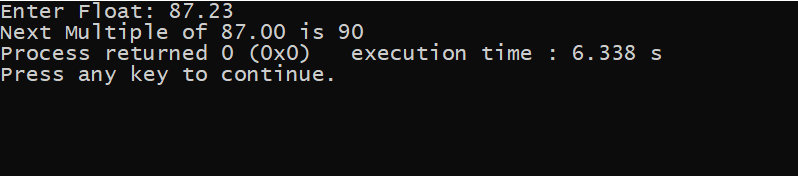 Enter Float: 87.23
Next Multiple of 87.00 is 90
Process returned 0 (0x0)   execution time : 6.338 s
Press any key to continue.